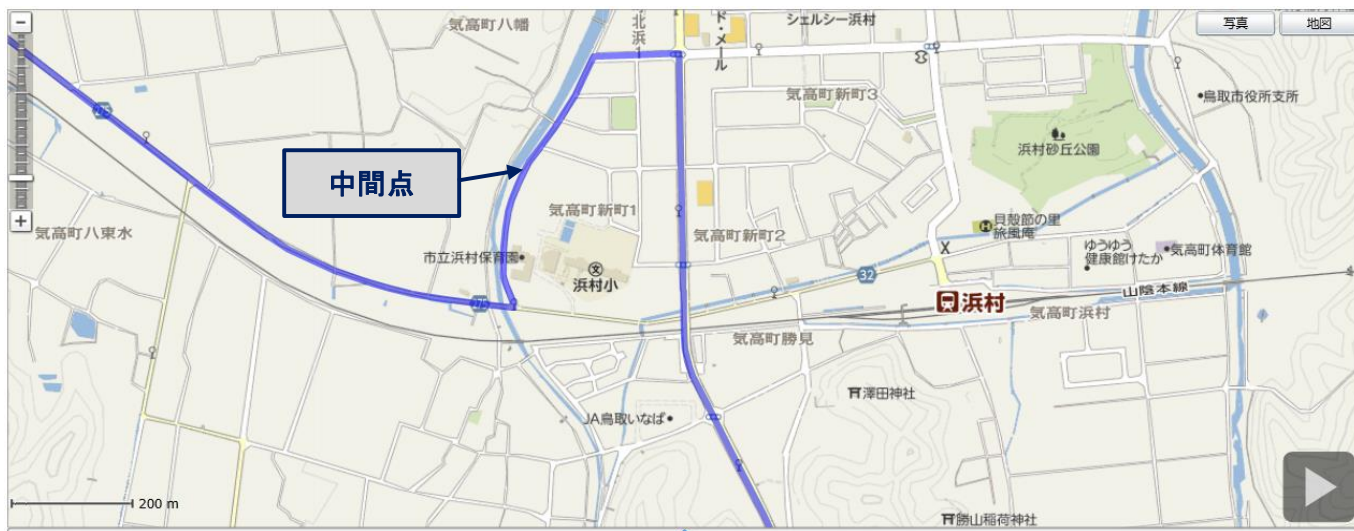 気高町八幡
北浜1
ド・メール
シェルシー浜村
写真
地図
気高町新町3
鳥取市役所支所
浜村砂丘公園
中間点
気高町新町1
気高町八束水
気高町新町2
貝殻節の里
旅風庵
市立浜村保育園
浜村小
32
ゆうゆう
健康館けたか
気高町体育館
浜村
山陰本線
気高町浜村
気高町勝見
澤田神社
JA鳥取いなば
200 m
勝山稲荷神社